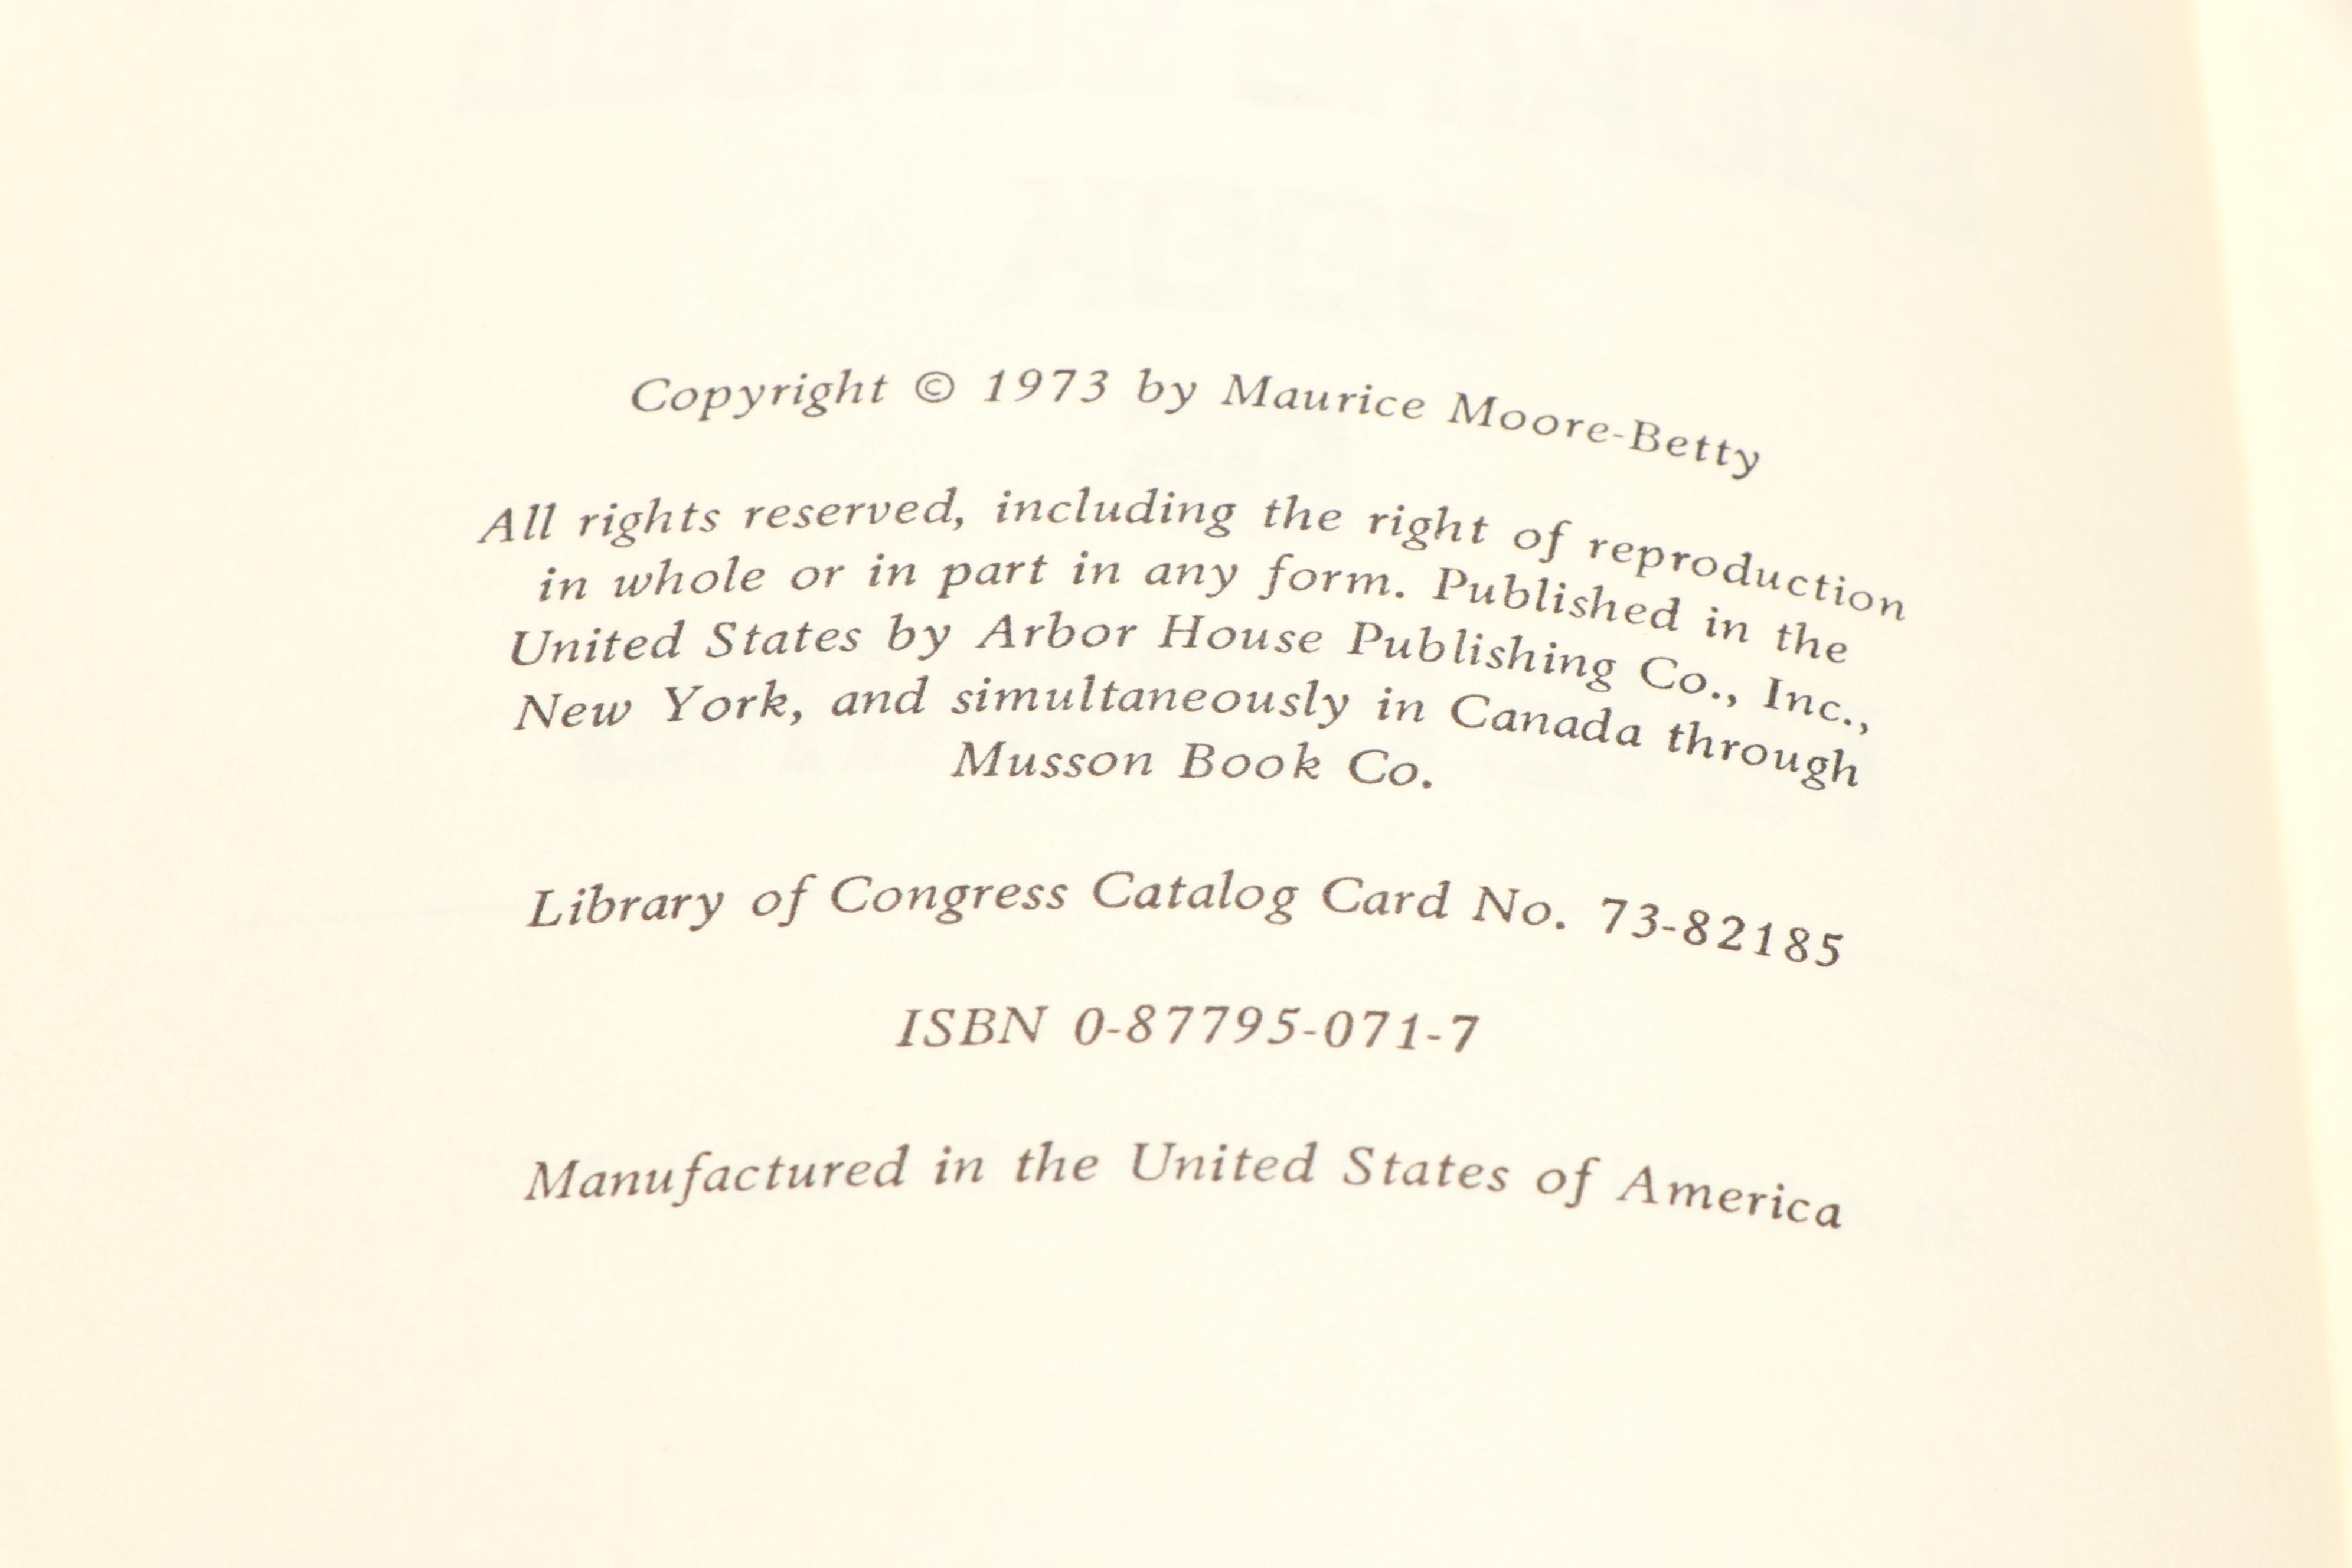 Copyright © 1973 by Maurice Moore-Betty
All rights reserved, including the right of reproduction
in whole or in part in any form. Published in the
United States by Arbor House Publishing Co., Inc.,
New York, and simultaneously in Canada through
Musson Book Co.
Library of Congress Catalog Card No. 73-82185
ISBN 0-87795-071-7
Manufactured in the United States of America